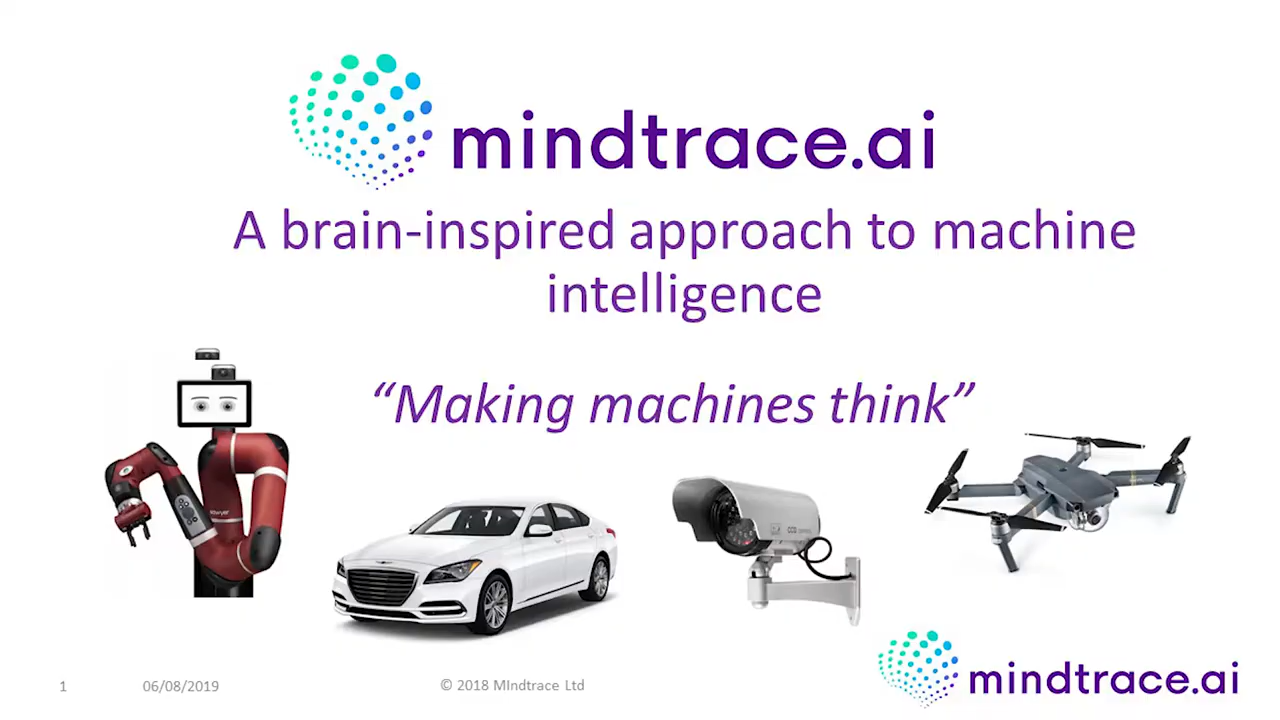 mindtrace.ai
A brain-inspired approach to machine
intelligence
“Making machines think”
sawyer
1
06/08/2019
© 2018 MIndtrace Ltd
mindtrace.ai